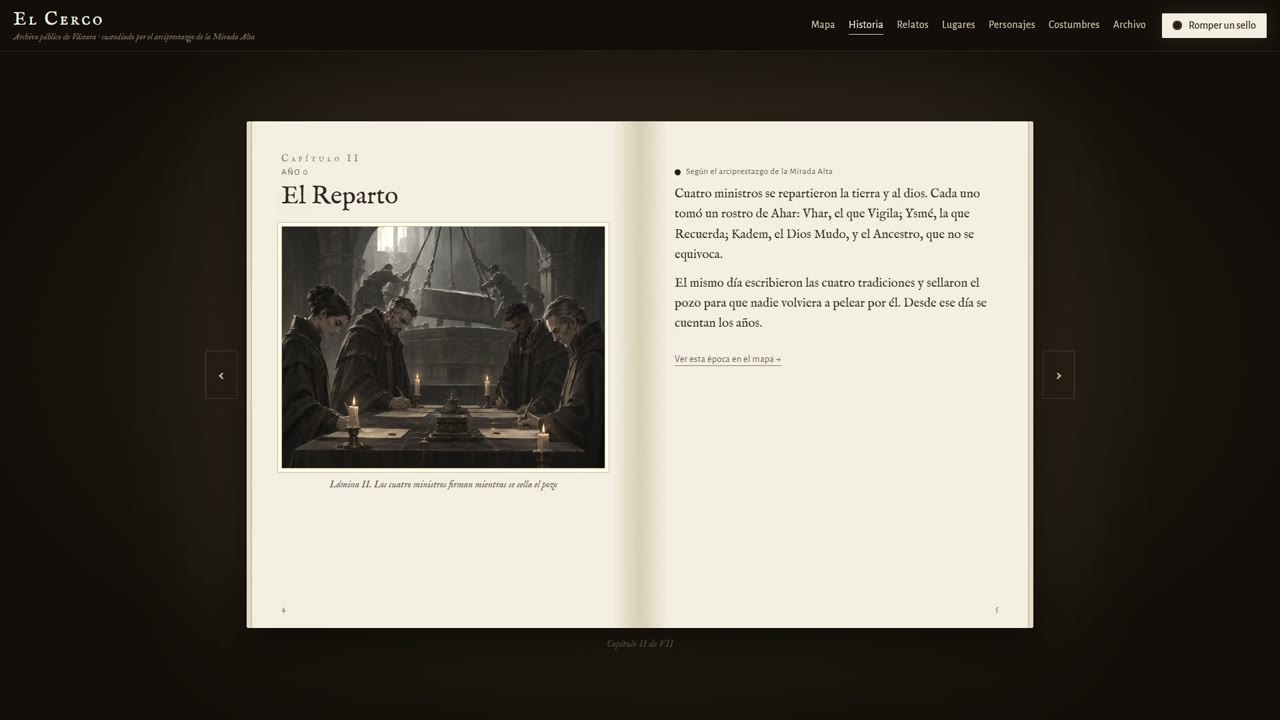 El Cerco
Archivo público de Vástara · custodiado por el arciprestazgo de la Mirada Alta
Mapa
Historia
Relatos
Lugares
Personajes
Costumbres
Archivo
Romper un sello
Capítulo II
AÑO 0
El Reparto
Lámina II. Los cuatro ministros firman mientras se sella el pozo
4
Según el arciprestazgo de la Mirada Alta
Cuatro ministros se repartieron la tierra y al dios. Cada uno
tomó un rostro de Ahar: Vhar, el que Vigila; Ysmé, la que
Recuerda; Kadem, el Dios Mudo, y el Ancestro, que no se
equivoca.
El mismo día escribieron las cuatro tradiciones y sellaron el
pozo para que nadie volviera a pelear por él. Desde ese día se
cuentan los años.
Ver esta época en el mapa →
5
Capítulo II de VII